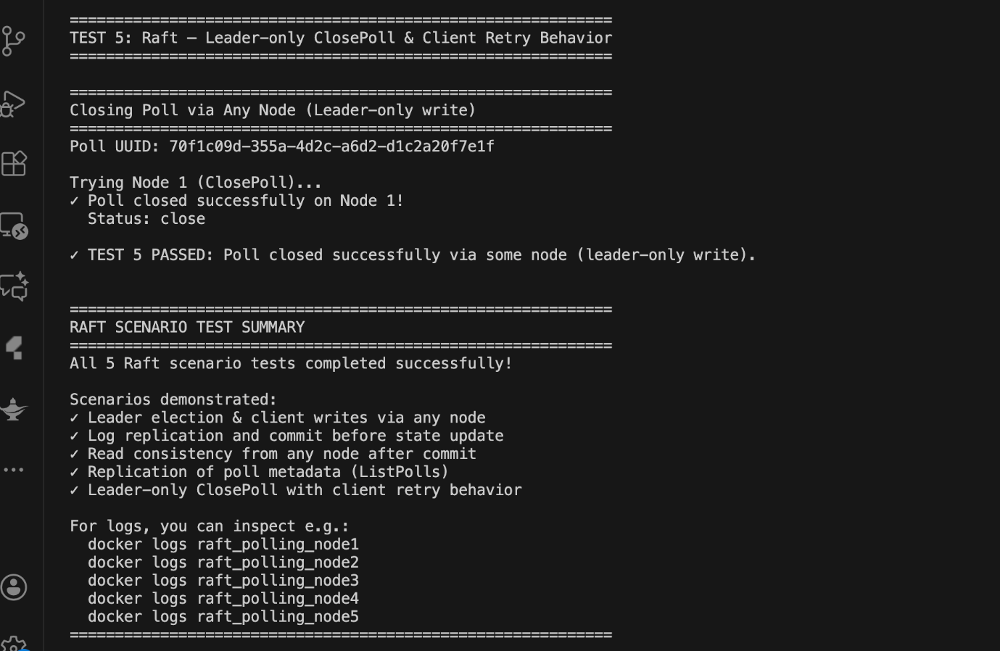 ============================================================
TEST 5: Raft – Leader-only ClosePoll & Client Retry Behavior
============================================================
============================================================
Closing Poll via Any Node (Leader-only write)
============================================================
Poll UUID: 70f1c09d-355a-4d2c-a6d2-d1c2a20f7e1f
Trying Node 1 (ClosePoll)...
✓ Poll closed successfully on Node 1!
Status: close
✓ TEST 5 PASSED: Poll closed successfully via some node (leader-only write).
============================================================
RAFT SCENARIO TEST SUMMARY
============================================================
All 5 Raft scenario tests completed successfully!
Scenarios demonstrated:
✓ Leader election & client writes via any node
✓ Log replication and commit before state update
✓ Read consistency from any node after commit
✓ Replication of poll metadata (ListPolls)
✓ Leader-only ClosePoll with client retry behavior
For logs, you can inspect e.g.:
docker logs raft_polling_node1
docker logs raft_polling_node2
docker logs raft_polling_node3
docker logs raft_polling_node4
docker logs raft_polling_node5
============================================================